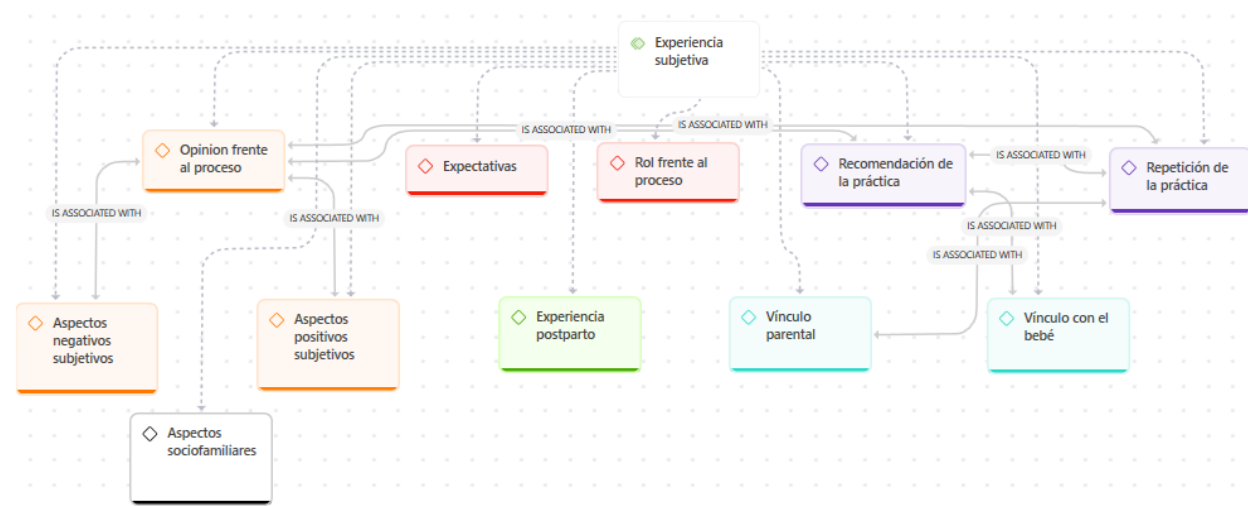 Experiencia
subjetiva
IS ASSOCIATED WITH
IS ASSOCIATED WITH
Opinion frente
al proceso
Expectativas
Rol frente al
proceso
Recomendación de
la práctica
IS ASSOCIATED WITH
Repetición de
la práctica
IS ASSOCIATED WITH
IS ASSOCIATED WITH
IS ASSOCIATED WITH
IS ASSOCIATED WITH
Aspectos
negativos
subjetivos
Aspectos
positivos
subjetivos
Experiencia
postparto
Vínculo
parental
Vínculo con el
bebé
Aspectos
sociofamiliares